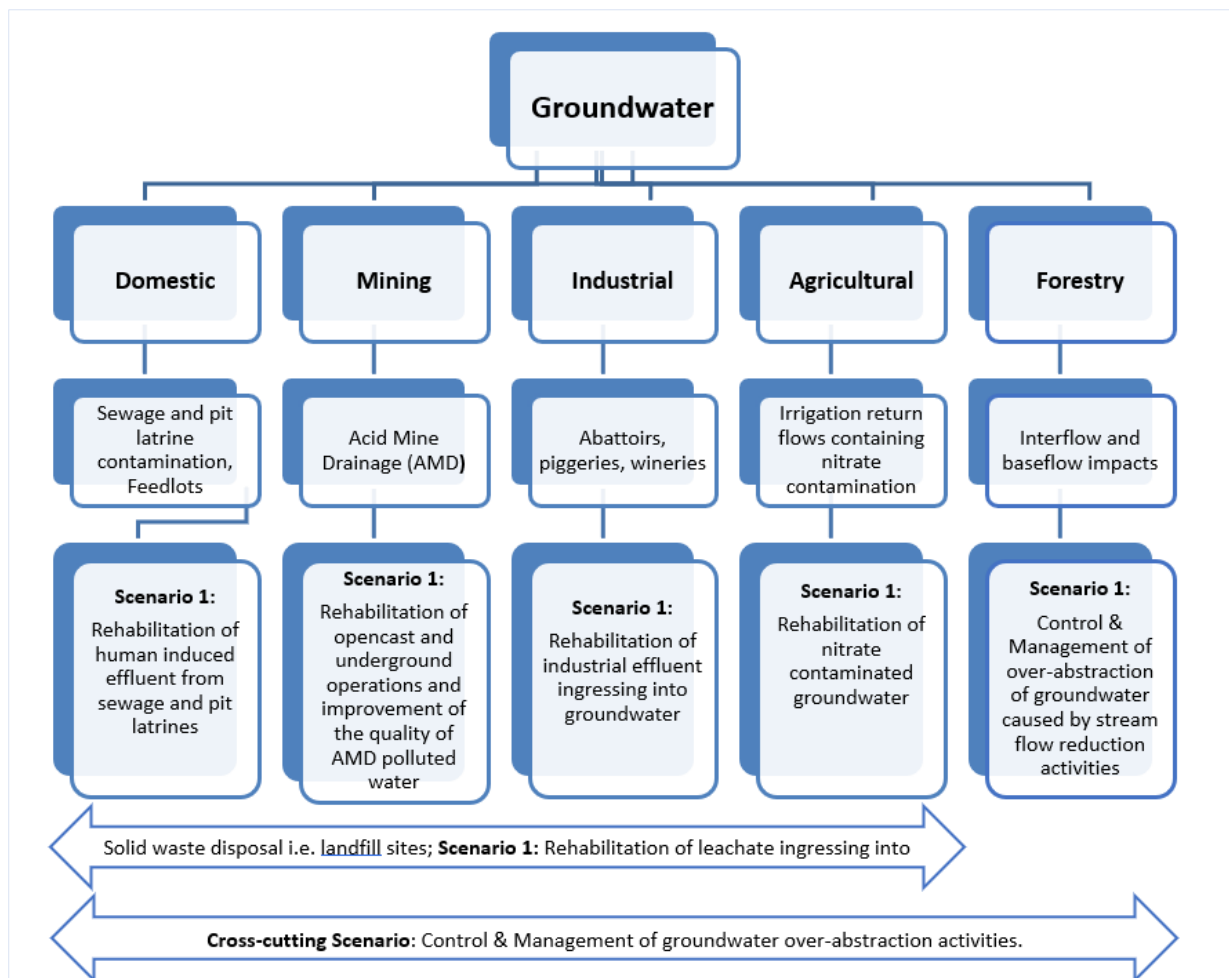 Groundwater
Domestic
Mining
Industrial
Agricultural
Forestry
Sewage and pit
latrine
contamination,
Feedlots
Acid Mine
Drainage (AMD)
Abattoirs,
piggeries, wineries
Irrigation return
flows containing
nitrate
contamination
Interflow and
baseflow impacts
Scenario 1:
Rehabilitation of
human induced
effluent from
sewage and pit
latrines
Scenario 1:
Rehabilitation of
opencast and
underground
operations and
improvement of
the quality of
AMD polluted
water
Scenario 1:
Rehabilitation of
industrial effluent
ingressing into
groundwater
Scenario 1:
Rehabilitation of
nitrate
contaminated
groundwater
Scenario 1:
Control &
Management of
over-abstraction
of groundwater
caused by stream
flow reduction
activities
Solid waste disposal i.e. landfill sites; Scenario 1: Rehabilitation of leachate ingressing into
Cross-cutting Scenario: Control & Management of groundwater over-abstraction activities.